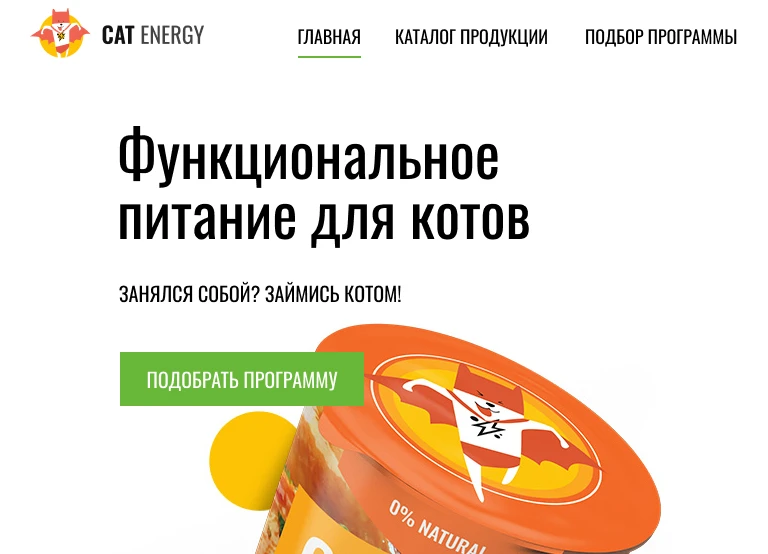 CAT ENERGY
ГЛАВНАЯ
КАТАЛОГ ПРОДУКЦИИ
ПОДБОР ПРОГРАММЫ
Функциональное
питание для котов
ЗАНЯЛСЯ СОБОЙ? ЗАЙМИСЬ КОТОМ!
ПОДОБРАТЬ ПРОГРАММУ
0% NATURAL